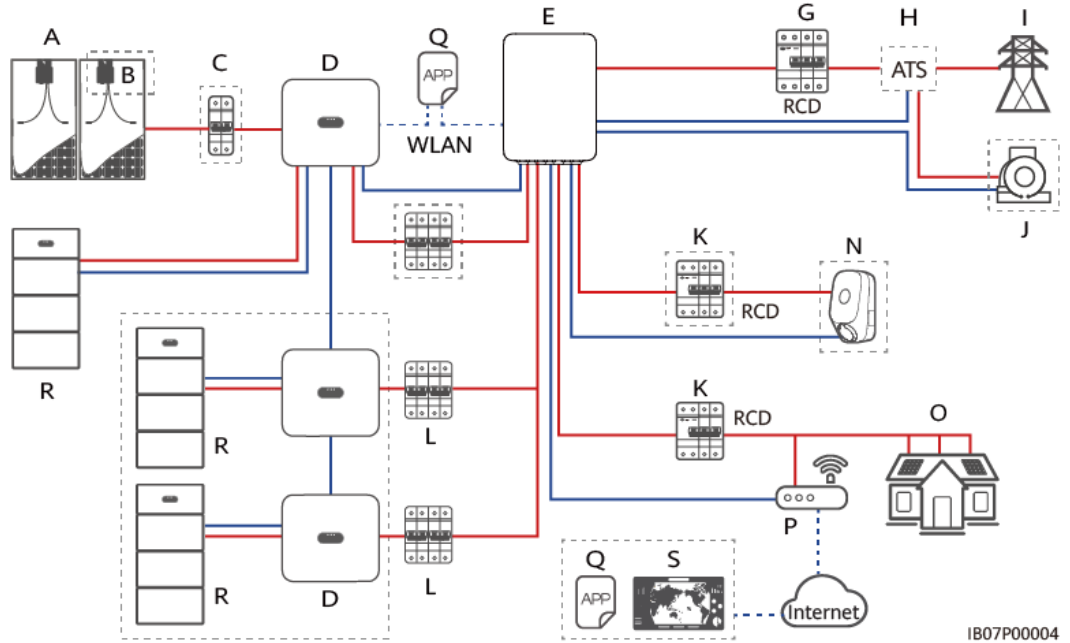 A
B
C
D
Q
APP
WLAN
E
G
RCD
H
ATS
I
J
K
RCD
N
R
R
L
D
R
L
K
RCD
O
P
Q
APP
S
Internet
IB07P00004